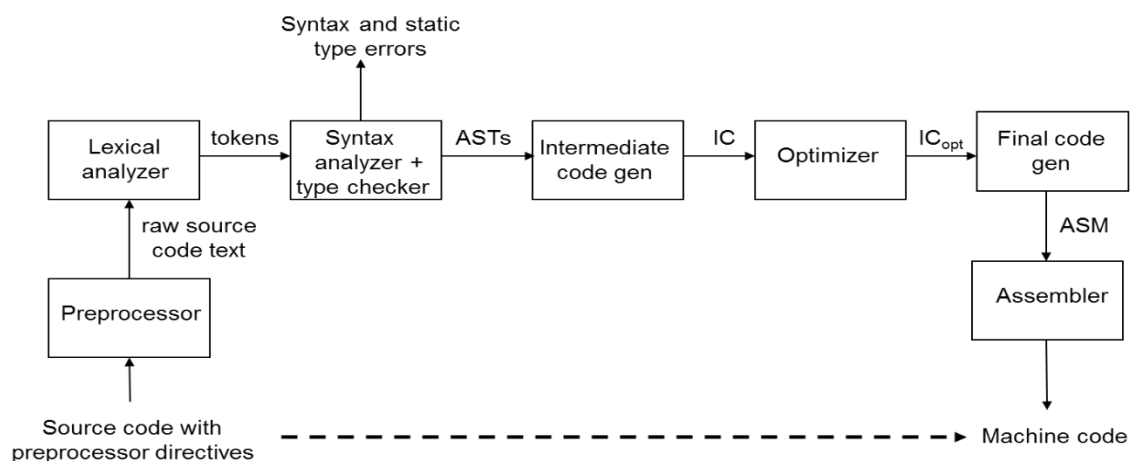 Syntax and static
type errors
Lexical
analyzer
tokens
Syntax
analyzer +
type checker
ASTs
Intermediate
code gen
IC
Optimizer
ICopt
Final code
gen
raw source
code text
ASM
Preprocessor
Assembler
Source code with
preprocessor directives
Machine code